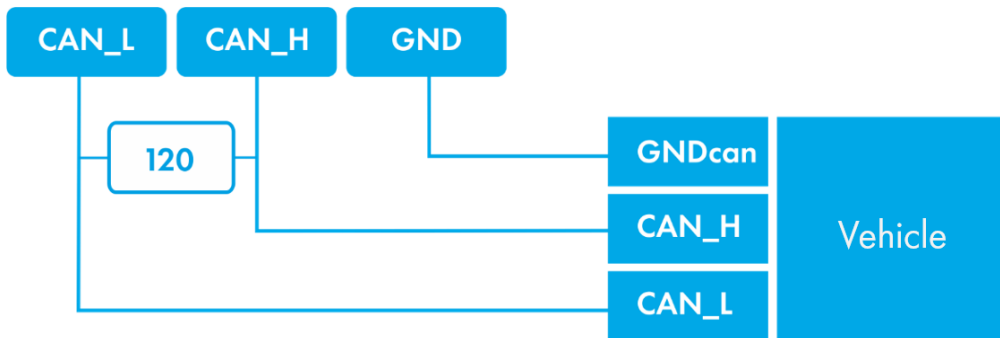 CAN_L CAN_H GND
120
GNDcan
CAN_H
Vehicle
CAN_L